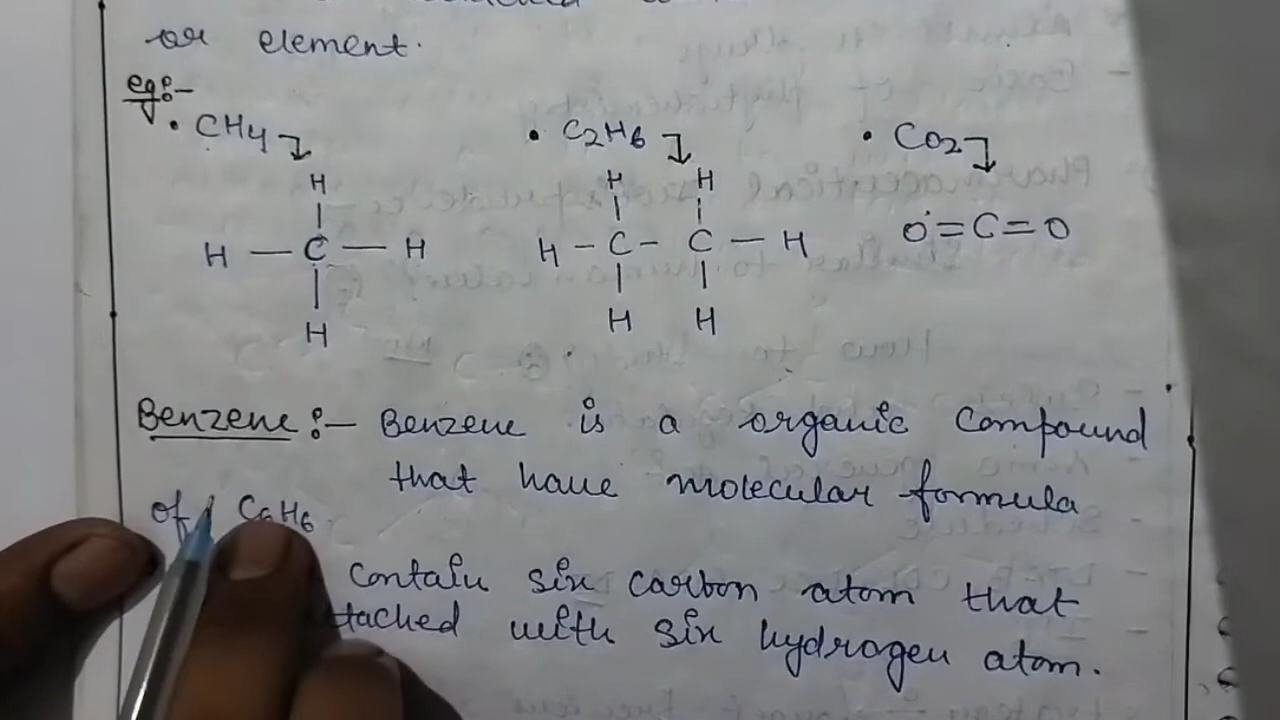 or element.
eg:-
• CH4 • C2H6 • CO2
H H H
H — C — H H – C – C — H O=C=O
H H H
Benzene :- Benzene is a organic compound
that have molecular formula
of C6H6
contain six carbon atom that
tached with six hydrogen atom.